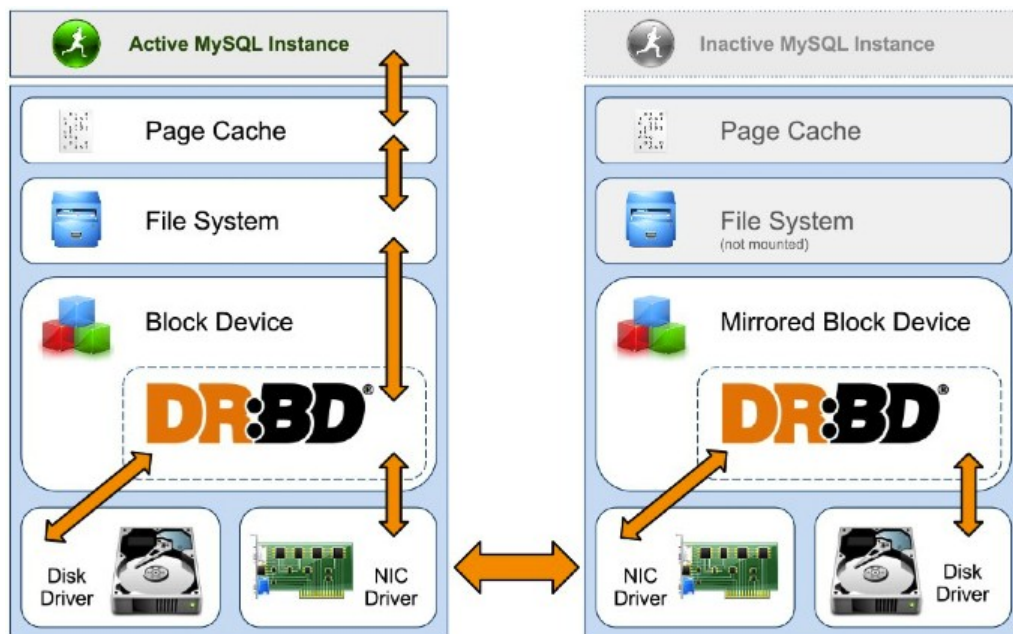 Active MySQL Instance
Page Cache
File System
Block Device
DR:BD®
Disk
Driver
NIC
Driver
Inactive MySQL Instance
Page Cache
File System
(not mounted)
Mirrored Block Device
DR:BD®
NIC
Driver
Disk
Driver